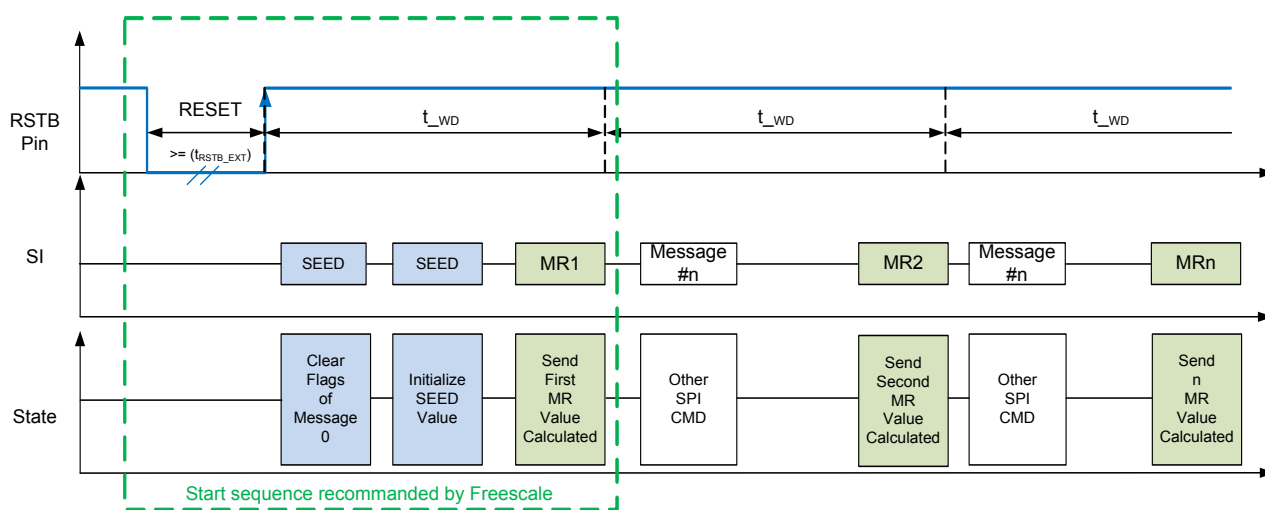 RSTB
Pin
RESET
>= (tRSTB_EXT)
t_WD
t_WD
t_WD
SI
SEED
SEED
MR1
Message
#n
MR2
Message
#n
MRn
State
Clear
Flags
of
Message
0
Initialize
SEED
Value
Send
First
MR
Value
Calculated
Other
SPI
CMD
Send
Second
MR
Value
Calculated
Other
SPI
CMD
Send
n
MR
Value
Calculated
Start sequence recommanded by Freescale